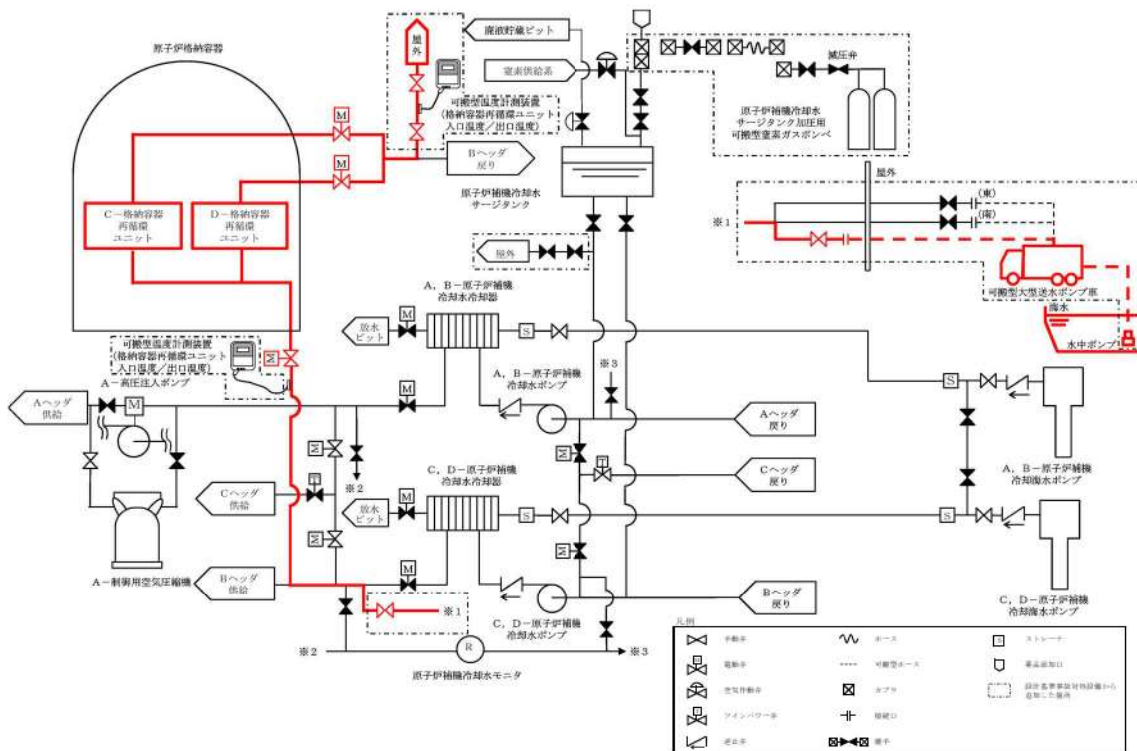 原子炉格納容器
屋外
廃液貯蔵ピット
窒素供給系
減圧弁
原子炉補機冷却水
サージタンク加圧用
可搬型窒素ガスボンベ
可搬型温度計測装置
(格納容器再循環ユニット
入口温度/出口温度)
M
M
Bヘッダ
戻り
原子炉補機冷却水
サージタンク
屋外
C-格納容器
再循環
ユニット
D-格納容器
再循環
ユニット
※1
(東)
(南)
可搬型大型送水ポンプ車
海水
水中ポンプ
屋外
A,B-原子炉補機
冷却水冷却器
放水
ピット
M
S
可搬型温度計測装置
(格納容器再循環ユニット
入口温度/出口温度)
M
※3
A,B-原子炉補機
冷却水ポンプ
S
A-高圧注入ポンプ
Aヘッダ
供給
M
M
Aヘッダ
戻り
M
M
T
Cヘッダ
戻り
A,B-原子炉補機
冷却海水ポンプ
※2
C,D-原子炉補機
冷却水冷却器
Cヘッダ
供給
T
放水
ピット
M
S
S
M
M
A-制御用空気圧縮機
Bヘッダ
供給
M
Bヘッダ
戻り
C,D-原子炉補機
冷却海水ポンプ
※1
C,D-原子炉補機
冷却水ポンプ
※2
R
※3
原子炉補機冷却水モニタ
凡例
手動弁
ホース
S
ストレーナ
電動弁
可搬型ホース
薬品添加口
空気作動弁
カプラ
設計基準事故対処設備から
追加した箇所
ツインパワー弁
接続口
逆止弁
継手